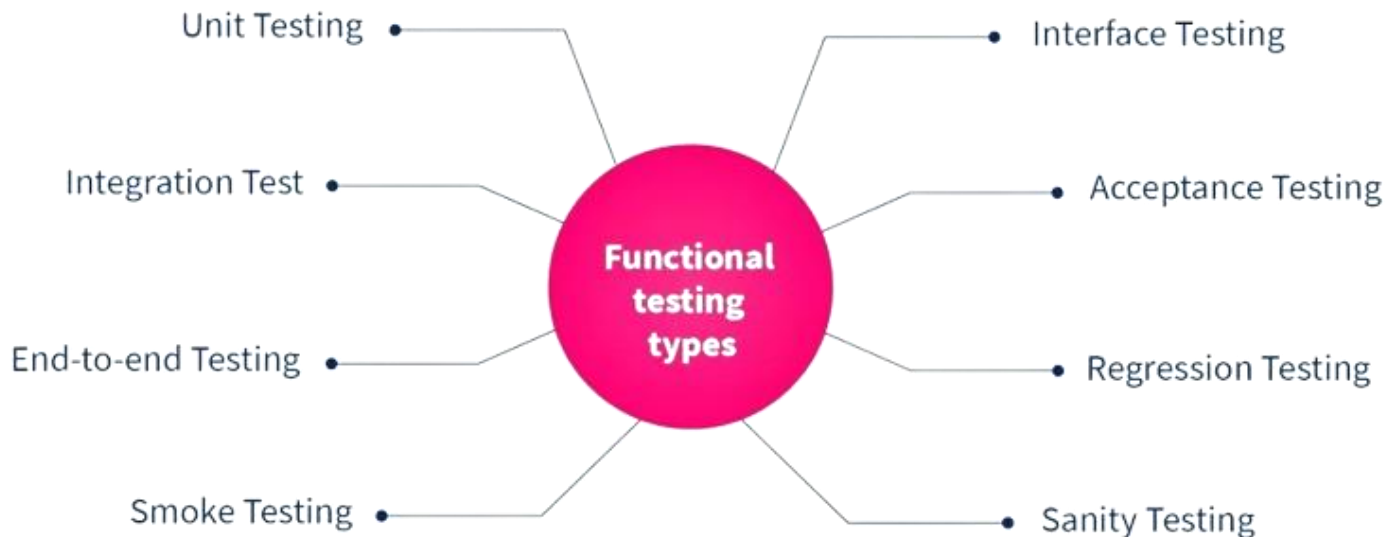 Unit Testing
Interface Testing
Integration Test
Acceptance Testing
Functional
testing
types
End-to-end Testing
Regression Testing
Smoke Testing
Sanity Testing